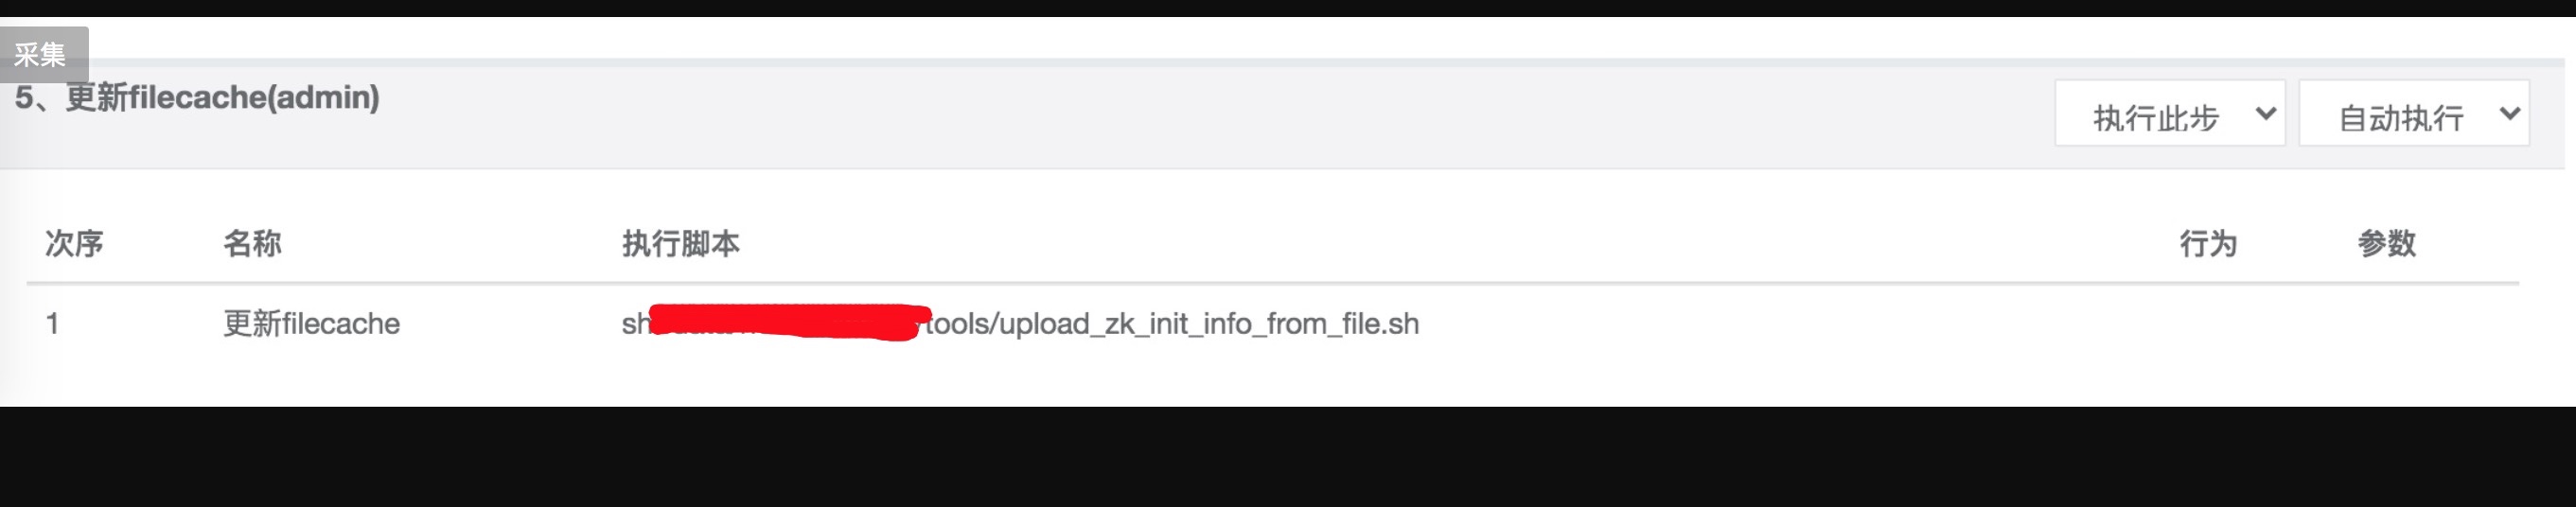 采集
5、更新filecache(admin)
执行此步 自动执行
次序 名称 执行脚本 行为 参数
1 更新filecache sh tools/upload_zk_init_info_from_file.sh